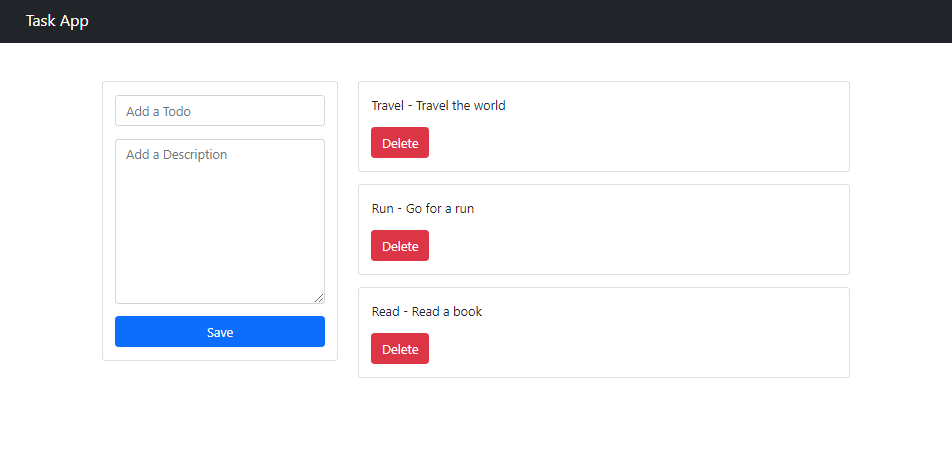 Task App
Add a Todo
Add a Description
Save
Travel - Travel the world
Delete
Run - Go for a run
Delete
Read - Read a book
Delete